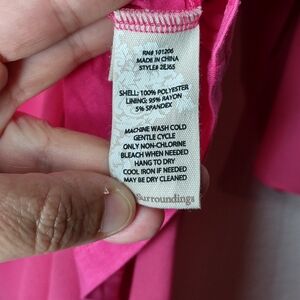 RN# 101206
MADE IN CHINA
STYLE# 2EJ65
SHELL: 100% POLYESTER
LINING: 95% RAYON
5% SPANDEX
MACHINE WASH COLD
GENTLE CYCLE
ONLY NON-CHLORINE
BLEACH WHEN NEEDED
HANG TO DRY
COOL IRON IF NEEDED
MAY BE DRY CLEANED
Surroundings